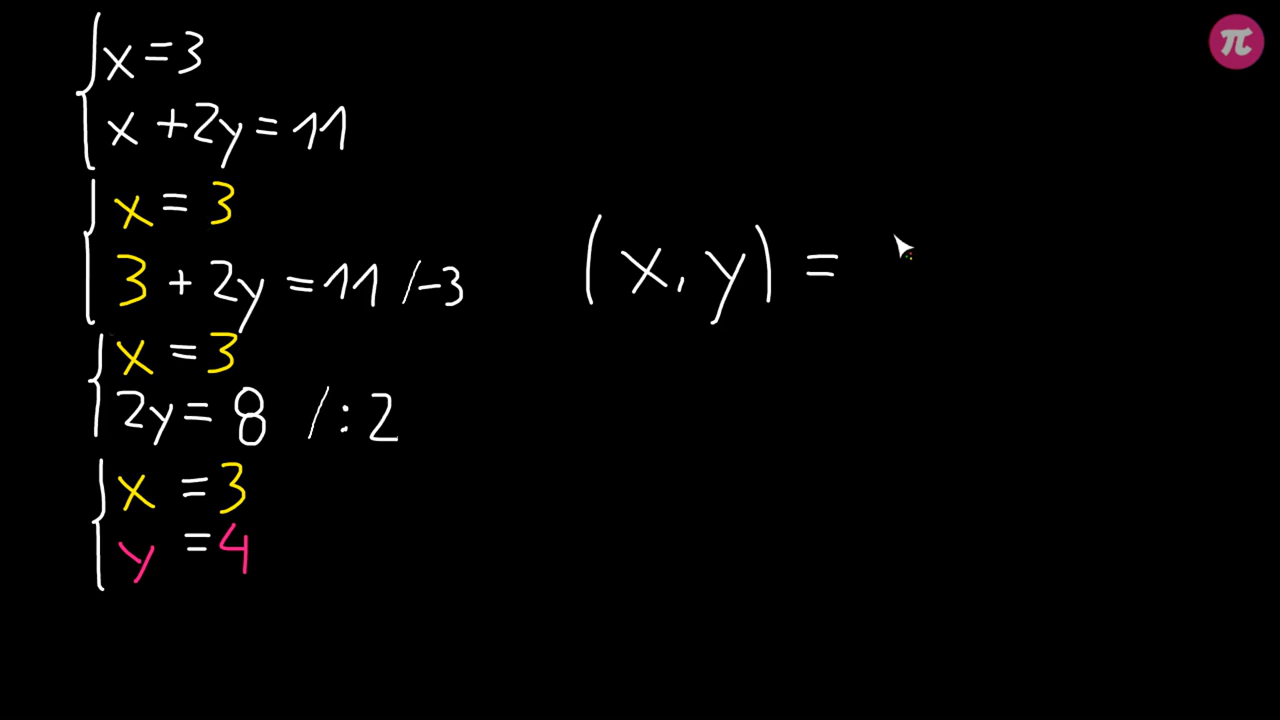 x = 3
x + 2y = 11
x = 3
3 + 2y = 11 /-3
x = 3
2y = 8 /: 2
x = 3
y = 4
(x, y) =
π